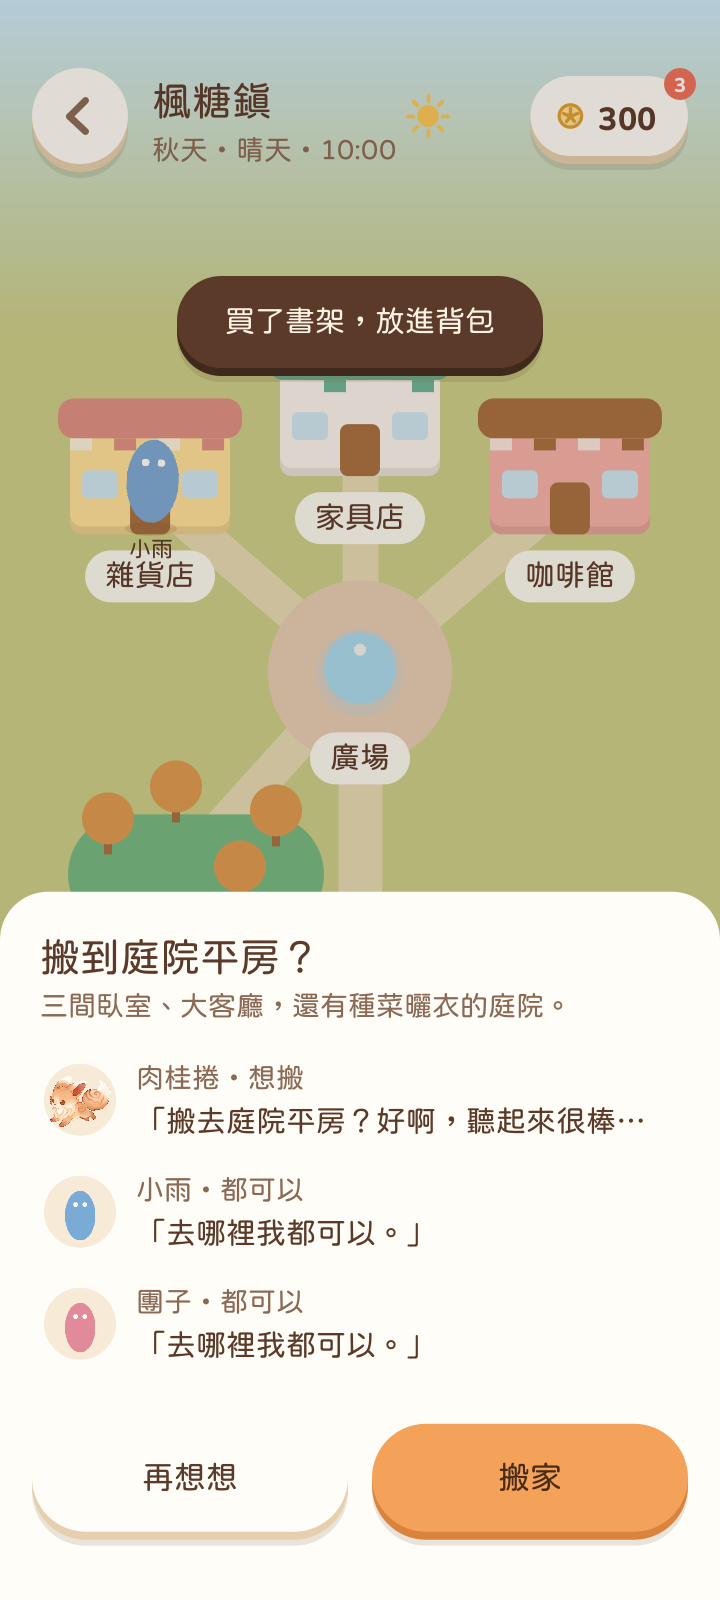 楓糖鎮
秋天・晴天・10:00
300
3
買了書架，放進背包
家具店
小雨
雜貨店
咖啡館
廣場
搬到庭院平房？
三間臥室、大客廳，還有種菜曬衣的庭院。
肉桂捲・想搬
「搬去庭院平房？好啊，聽起來很棒…
小雨・都可以
「去哪裡我都可以。」
團子・都可以
「去哪裡我都可以。」
再想想
搬家